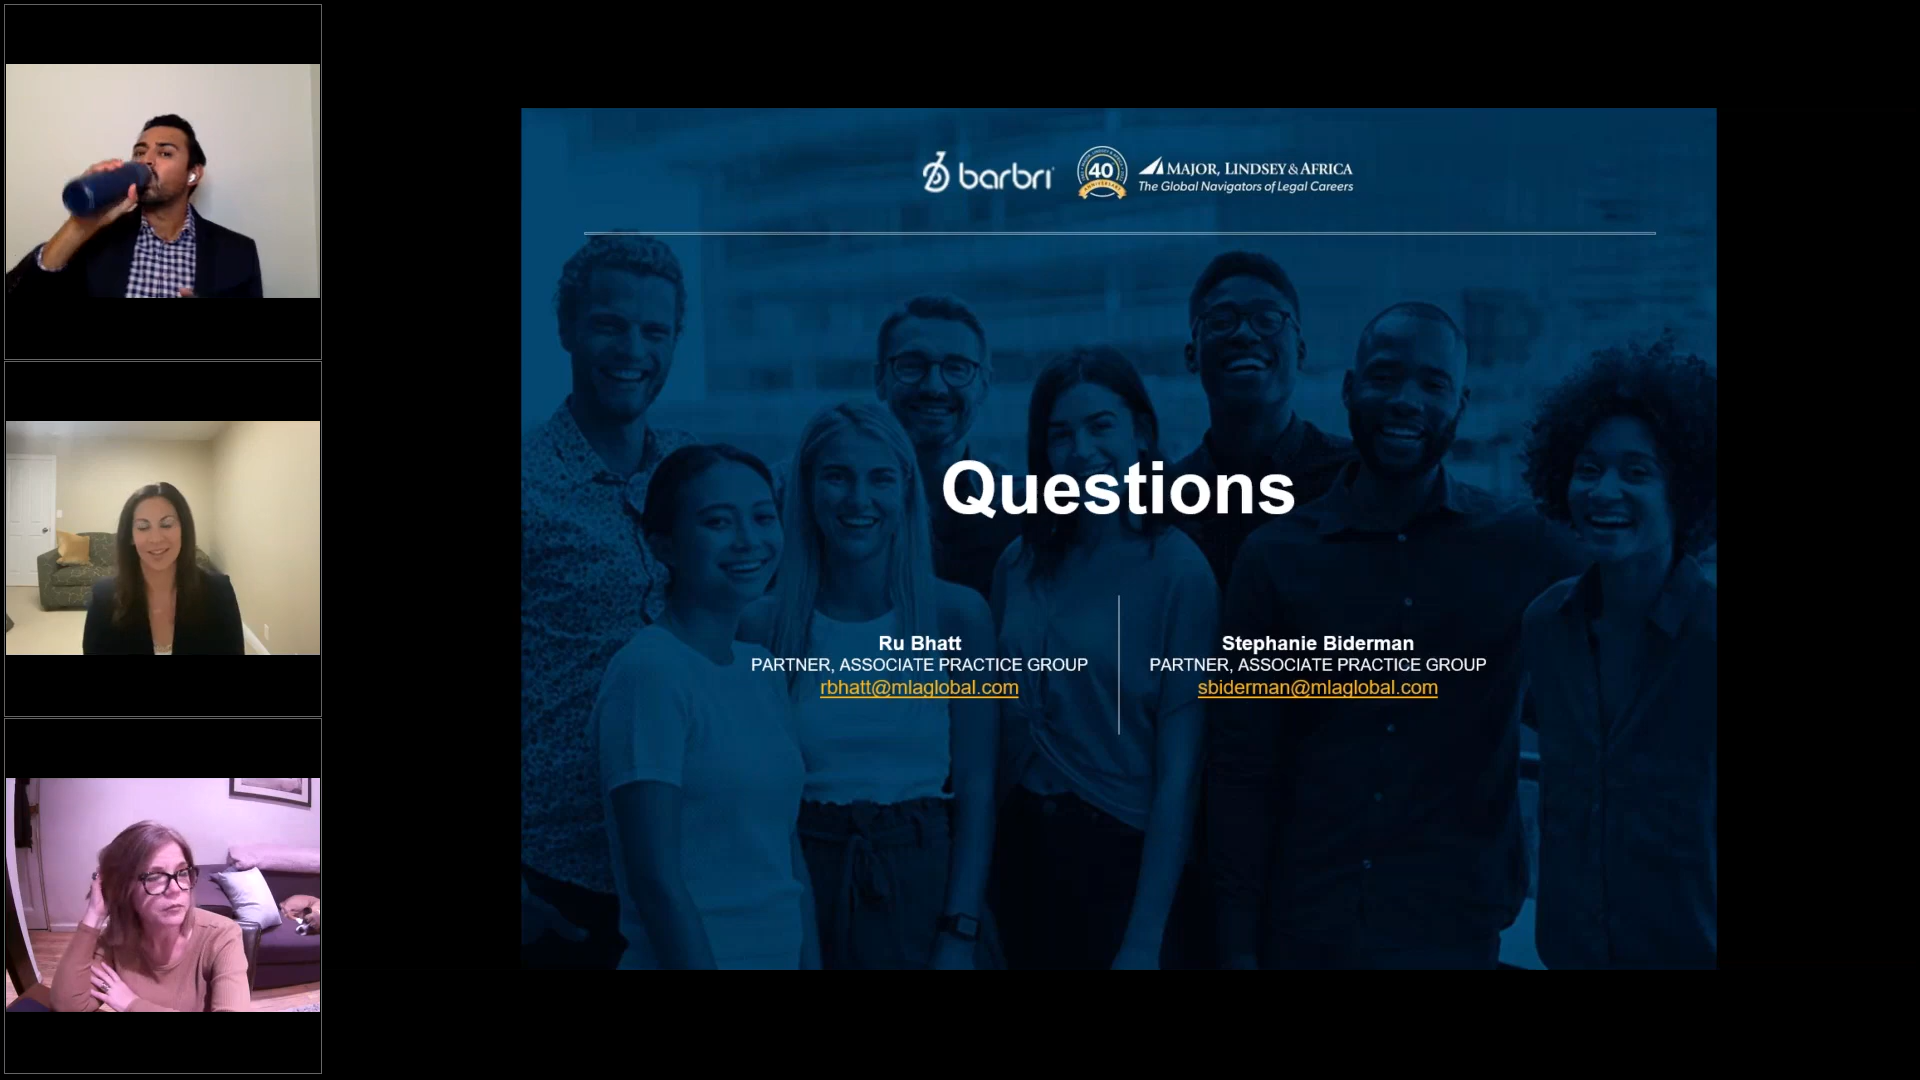 barbri
40
ANNIVERSARY
MAJOR, LINDSEY & AFRICA
The Global Navigators of Legal Careers
Questions
Ru Bhatt
PARTNER, ASSOCIATE PRACTICE GROUP
rbhatt@mlaglobal.com
Stephanie Biderman
PARTNER, ASSOCIATE PRACTICE GROUP
sbiderman@mlaglobal.com